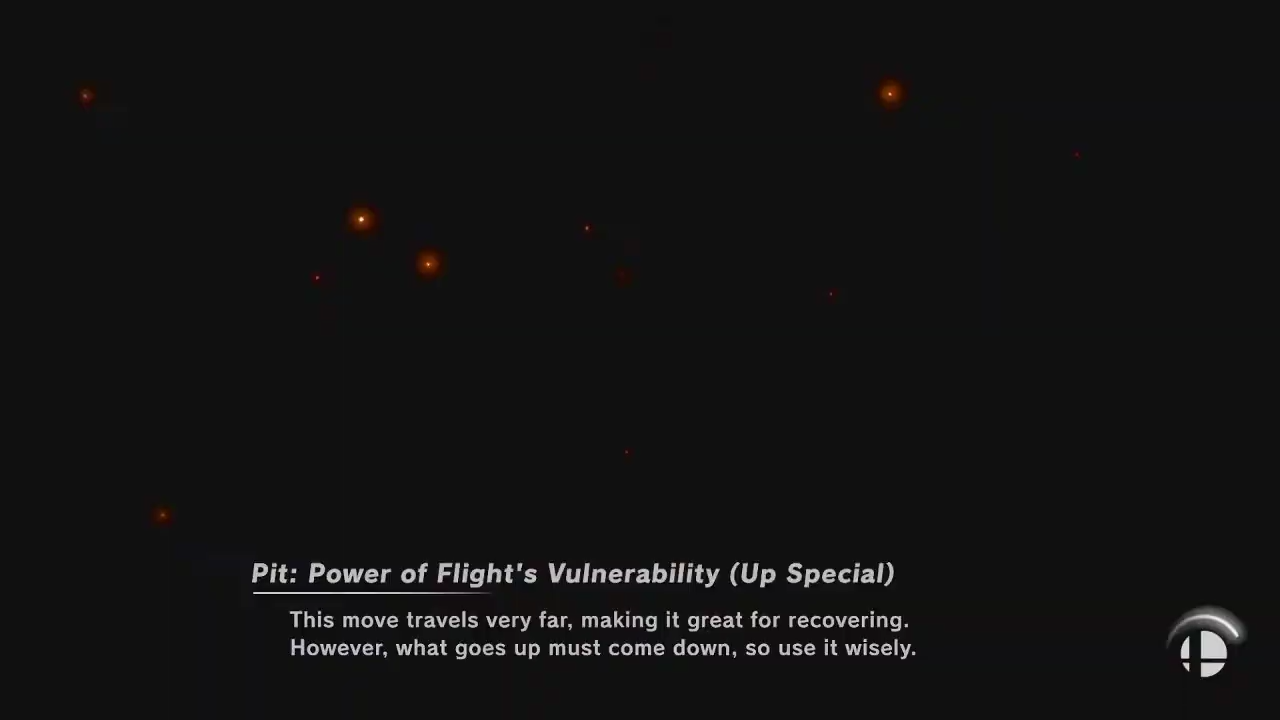 Pit: Power of Flight's Vulnerability (Up Special)
This move travels very far, making it great for recovering.
However, what goes up must come down, so use it wisely.